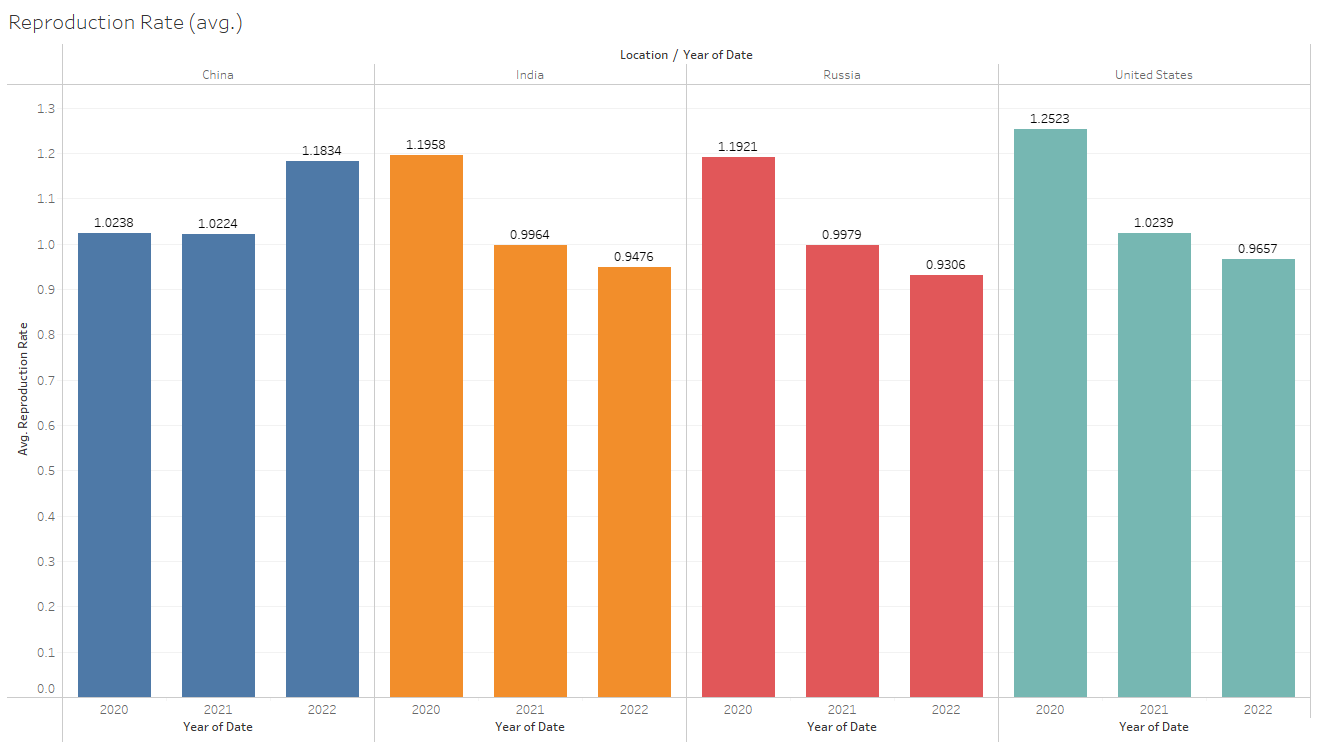 Reproduction Rate (avg.)
Location / Year of Date
China India Russia United States
1.3
1.2
1.1
1.0
0.9
0.8
0.7
0.6
0.5
0.4
0.3
0.2
0.1
0.0
Avg. Reproduction Rate
1.0238 1.0224 1.1834 1.1958 0.9964 0.9476 1.1921 0.9979 0.9306 1.2523 1.0239 0.9657
2020 2021 2022 2020 2021 2022 2020 2021 2022 2020 2021 2022
Year of Date Year of Date Year of Date Year of Date